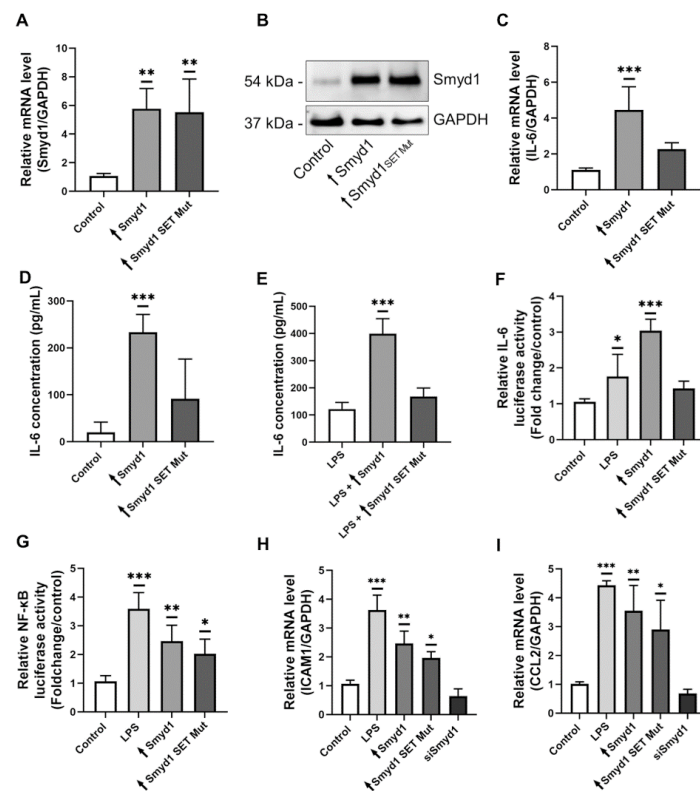 A
Relative mRNA level
(Smyd1/GAPDH)
10
8
6
4
2
0
**
**
Control
↑ Smyd1
↑ Smyd1 SET Mut
B
54 kDa -
37 kDa -
Smyd1
GAPDH
Control
↑ Smyd1
↑ Smyd1 SET Mut
C
Relative mRNA level
(IL-6/GAPDH)
8
6
4
2
0
***
Control
↑ Smyd1
↑ Smyd1 SET Mut
D
IL-6 concentration (pg/mL)
300
200
100
0
***
Control
↑ Smyd1
↑ Smyd1 SET Mut
E
IL-6 concentration (pg/mL)
500
400
300
200
100
0
***
LPS
LPS + ↑ Smyd1
LPS + ↑ Smyd1 SET Mut
F
Relative IL-6
luciferase activity
(Fold change/control)
4
3
2
1
0
*
***
Control
LPS
↑ Smyd1
↑ Smyd1 SET Mut
G
Relative NF-κB
luciferase activity
(Foldchange/control)
5
4
3
2
1
0
***
**
*
Control
LPS
↑ Smyd1
↑ Smyd1 SET Mut
H
Relative mRNA level
(ICAM1/GAPDH)
5
4
3
2
1
0
***
**
*
Control
LPS
↑ Smyd1
↑ Smyd1 SET Mut
siSmyd1
I
Relative mRNA level
(CCL2/GAPDH)
5
4
3
2
1
0
***
**
*
Control
LPS
↑ Smyd1
↑ Smyd1 SET Mut
siSmyd1